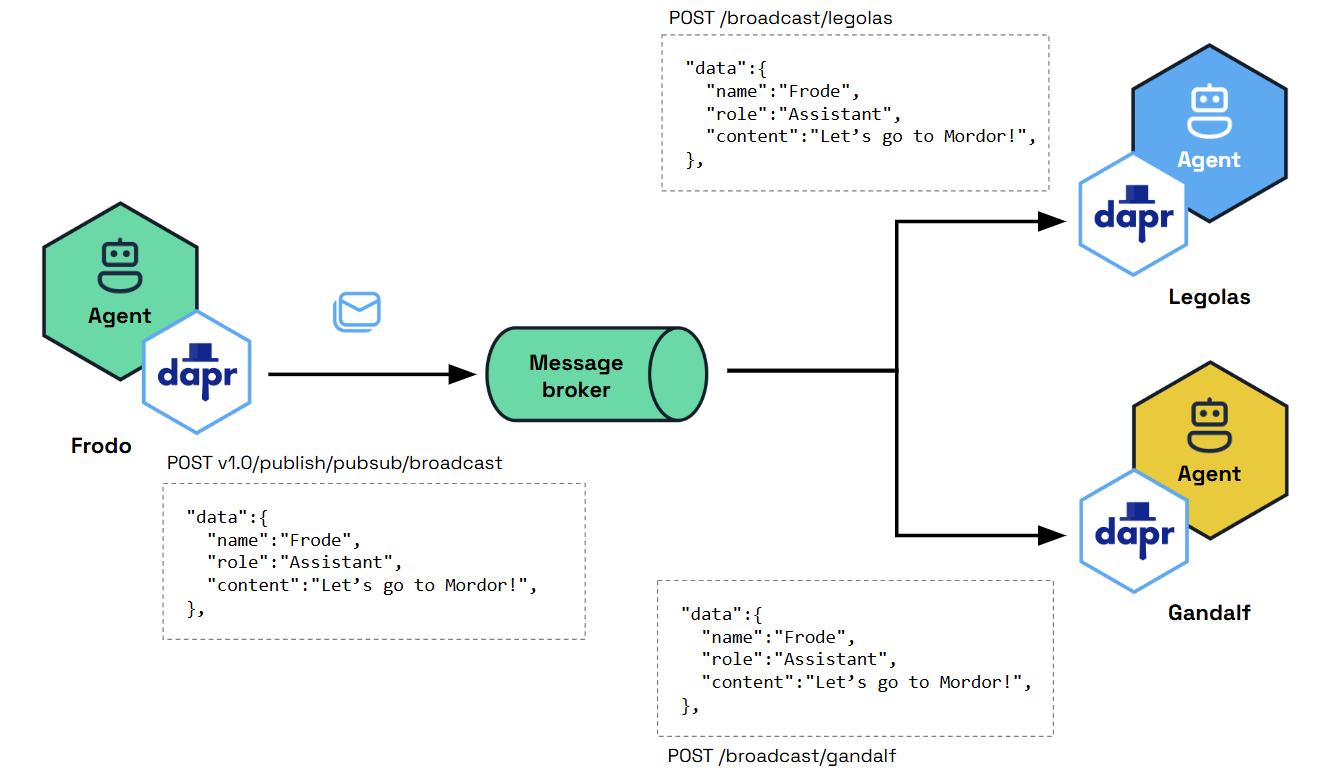 POST /broadcast/legolas
"data":{
"name":"Frode",
"role":"Assistant",
"content":"Let’s go to Mordor!",
},
Agent
dapr
Legolas
Agent
dapr
Frodo
Message
broker
POST v1.0/publish/pubsub/broadcast
"data":{
"name":"Frode",
"role":"Assistant",
"content":"Let’s go to Mordor!",
},
Agent
dapr
Gandalf
"data":{
"name":"Frode",
"role":"Assistant",
"content":"Let’s go to Mordor!",
},
POST /broadcast/gandalf